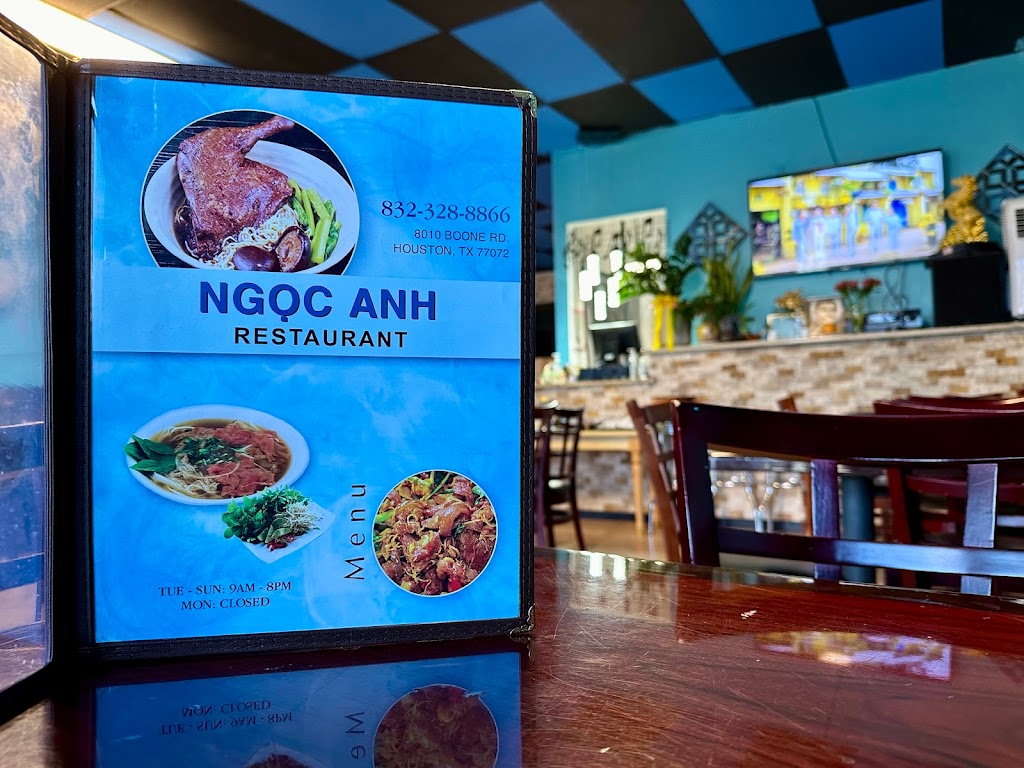 832-328-8866
8010 BOONE RD.
HOUSTON, TX 77072
NGỌC ANH
RESTAURANT
Menu
TUE - SUN: 9AM - 8PM
MON: CLOSED